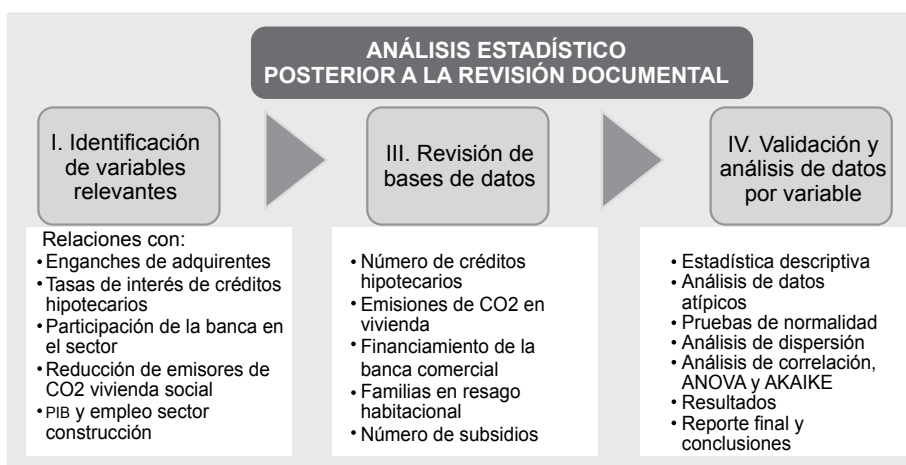 ANÁLISIS ESTADÍSTICO
POSTERIOR A LA REVISIÓN DOCUMENTAL
I. Identificación
de variables
relevantes
Relaciones con:
• Enganches de adquirentes
• Tasas de interés de créditos
hipotecarios
• Participación de la banca en
el sector
• Reducción de emisores de
CO2 vivienda social
• PIB y empleo sector
construcción
III. Revisión de
bases de datos
• Número de créditos
hipotecarios
• Emisiones de CO2 en
vivienda
• Financiamiento de la
banca comercial
• Familias en resago
habitacional
• Número de subsidios
IV. Validación y
análisis de datos
por variable
• Estadística descriptiva
• Análisis de datos
atípicos
• Pruebas de normalidad
• Análisis de dispersión
• Análisis de correlación,
ANOVA y AKAIKE
• Resultados
• Reporte final y
conclusiones